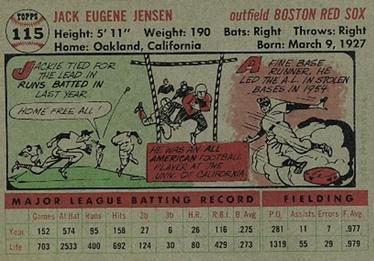 TOPPS
115
JACK EUGENE JENSEN outfield BOSTON RED SOX
Height: 5' 11" Weight: 190 Bats: Right Throws: Right
Home: Oakland, California Born: March 9, 1927
JACKIE TIED FOR
THE LEAD IN
RUNS BATTED IN
LAST YEAR.
HOME FREE ALL!
HE WAS AN ALL
AMERICAN FOOTBALL
PLAYER AT THE
UNIV. OF CALIFORNIA.
A FINE BASE
RUNNER, HE
LED THE A.L. IN STOLEN
BASES IN 1954.
MAJOR LEAGUE BATTING RECORD FIELDING
Games At Bat Runs Hits 2b 3b H.R. R.B.I. B. Avg. P.O. Assists Errors F. Avg.
Year 152 574 95 158 27 6 26 116 .275 281 11 7 .977
Life 703 2533 400 707 124 30 80 439 .279 1319 55 29 .979